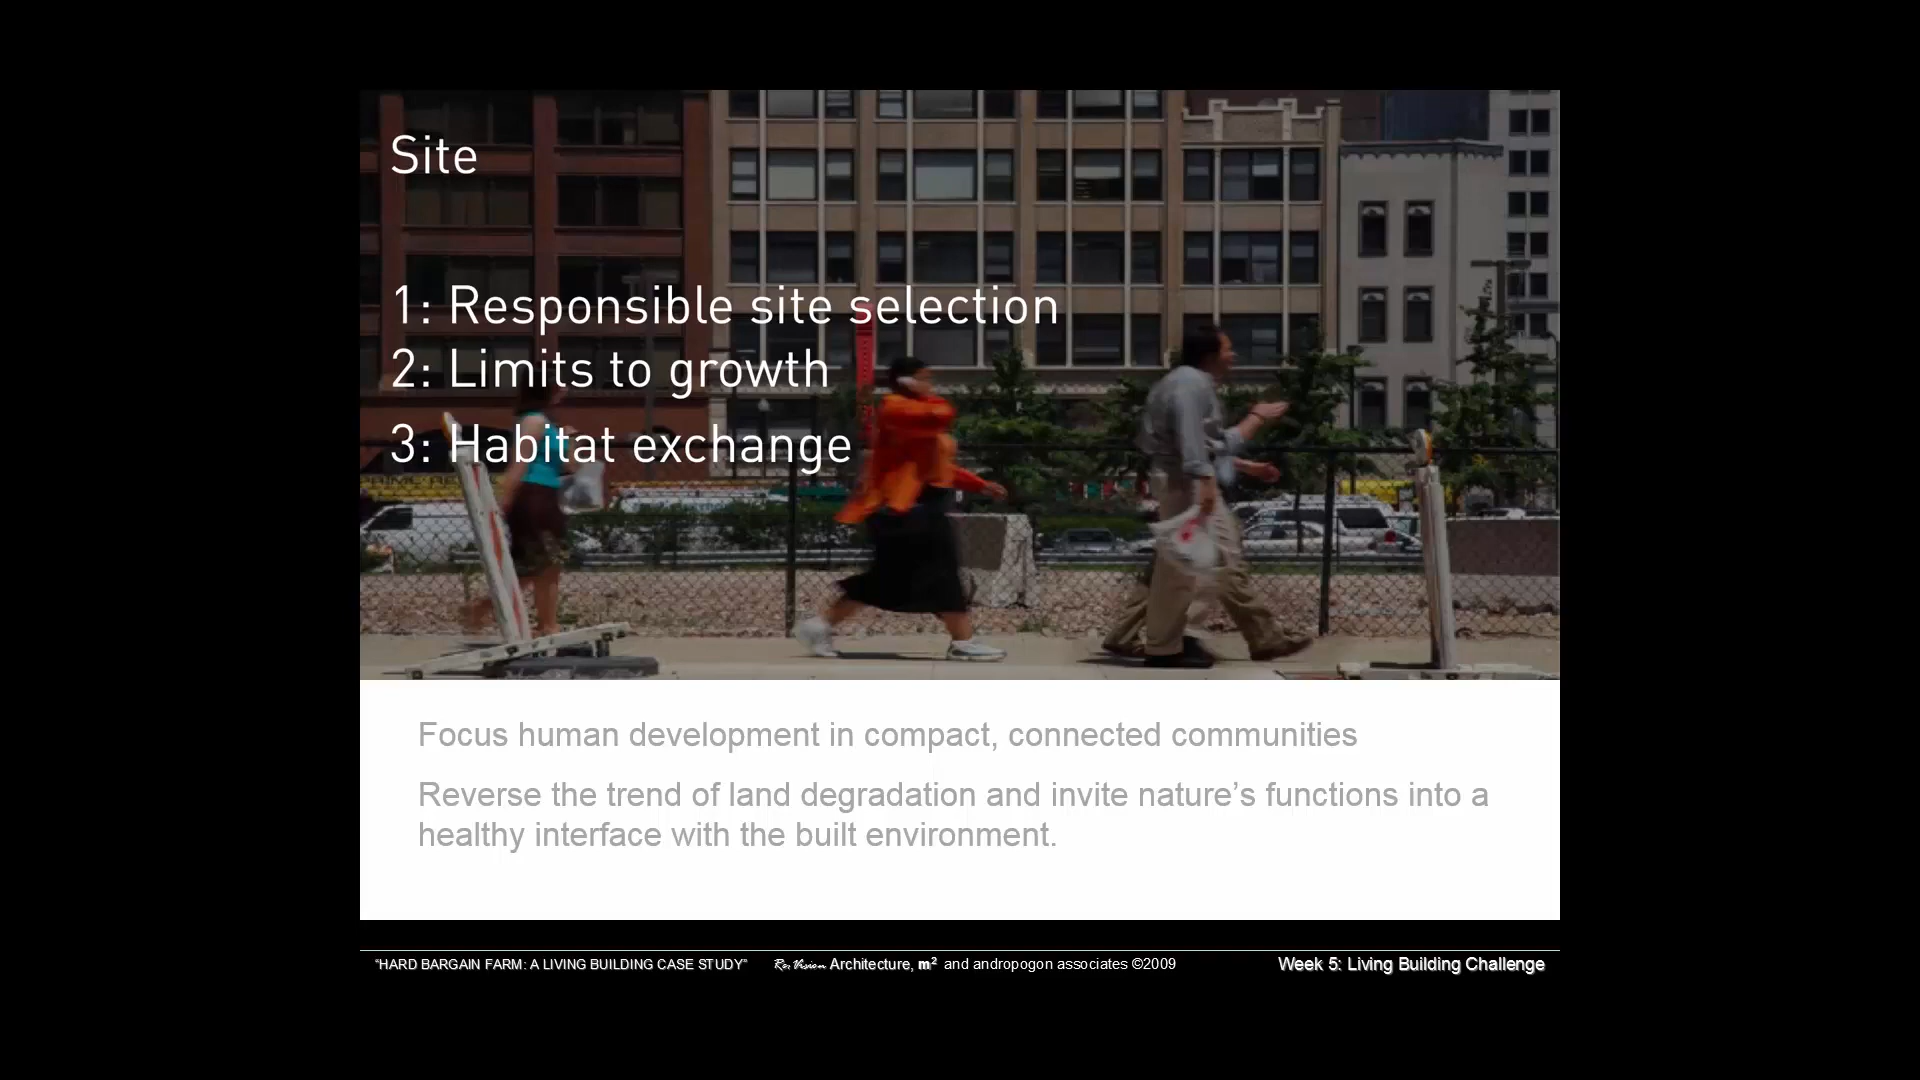 Site
1: Responsible site selection
2: Limits to growth
3: Habitat exchange
Focus human development in compact, connected communities
Reverse the trend of land degradation and invite nature’s functions into a
healthy interface with the built environment.
“HARD BARGAIN FARM: A LIVING BUILDING CASE STUDY” Re:Vision Architecture, m² and andropogon associates ©2009 Week 5: Living Building Challenge